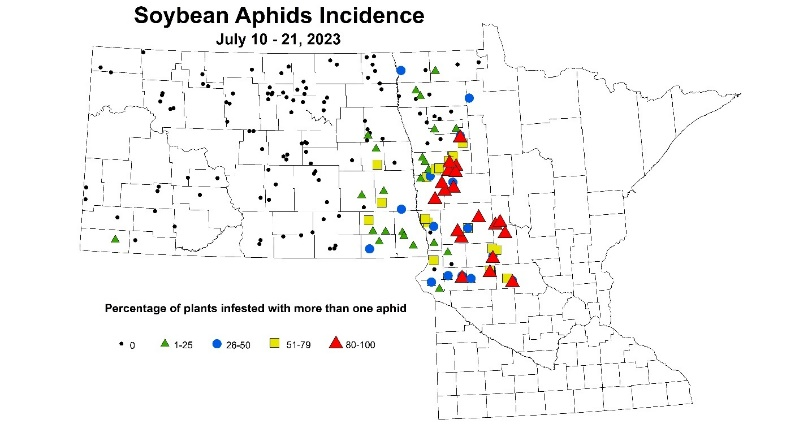 Soybean Aphids Incidence
July 10 - 21, 2023
Percentage of plants infested with more than one aphid
0 1-25 26-50 51-79 80-100